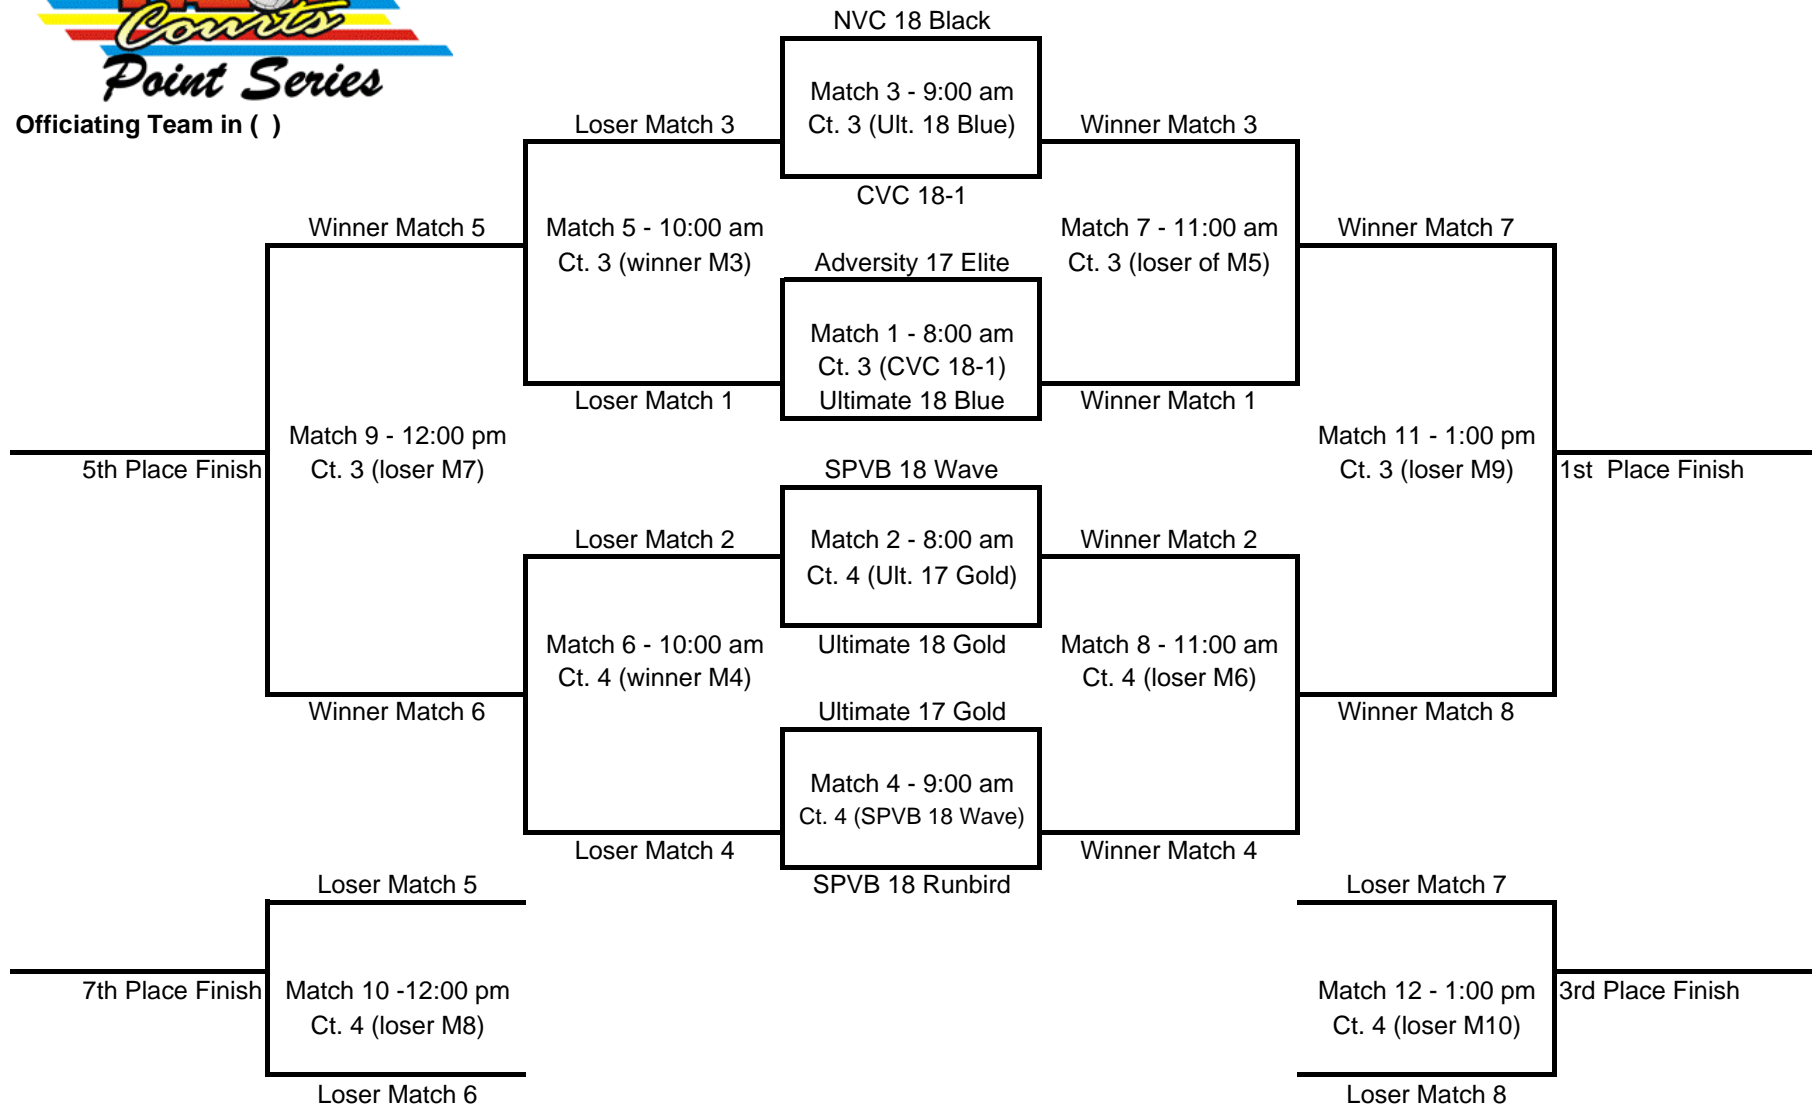 Courts
Point Series
Officiating Team in (  )
NVC 18 Black
Match 3 - 9:00 am
Ct. 3 (Ult. 18 Blue)
CVC 18-1
Loser Match 3
Winner Match 3
Winner Match 5
Match 5 - 10:00 am
Ct. 3 (winner M3)
Match 7 - 11:00 am
Ct. 3 (loser of M5)
Winner Match 7
Adversity 17 Elite
Match 1 - 8:00 am
Ct. 3 (CVC 18-1)
Ultimate 18 Blue
Loser Match 1
Winner Match 1
Match 9 - 12:00 pm
Ct. 3 (loser M7)
5th Place Finish
Match 11 - 1:00 pm
Ct. 3 (loser M9)
1st  Place Finish
SPVB 18 Wave
Loser Match 2
Match 2 - 8:00 am
Ct. 4 (Ult. 17 Gold)
Winner Match 2
Ultimate 18 Gold
Match 6 - 10:00 am
Ct. 4 (winner M4)
Match 8 - 11:00 am
Ct. 4 (loser M6)
Winner Match 6
Ultimate 17 Gold
Winner Match 8
Match 4 - 9:00 am
Ct. 4 (SPVB 18 Wave)
Loser Match 4
Winner Match 4
SPVB 18 Runbird
Loser Match 5
Loser Match 7
7th Place Finish
Match 10 -12:00 pm
Ct. 4 (loser M8)
Match 12 - 1:00 pm
Ct. 4 (loser M10)
3rd Place Finish
Loser Match 6
Loser Match 8